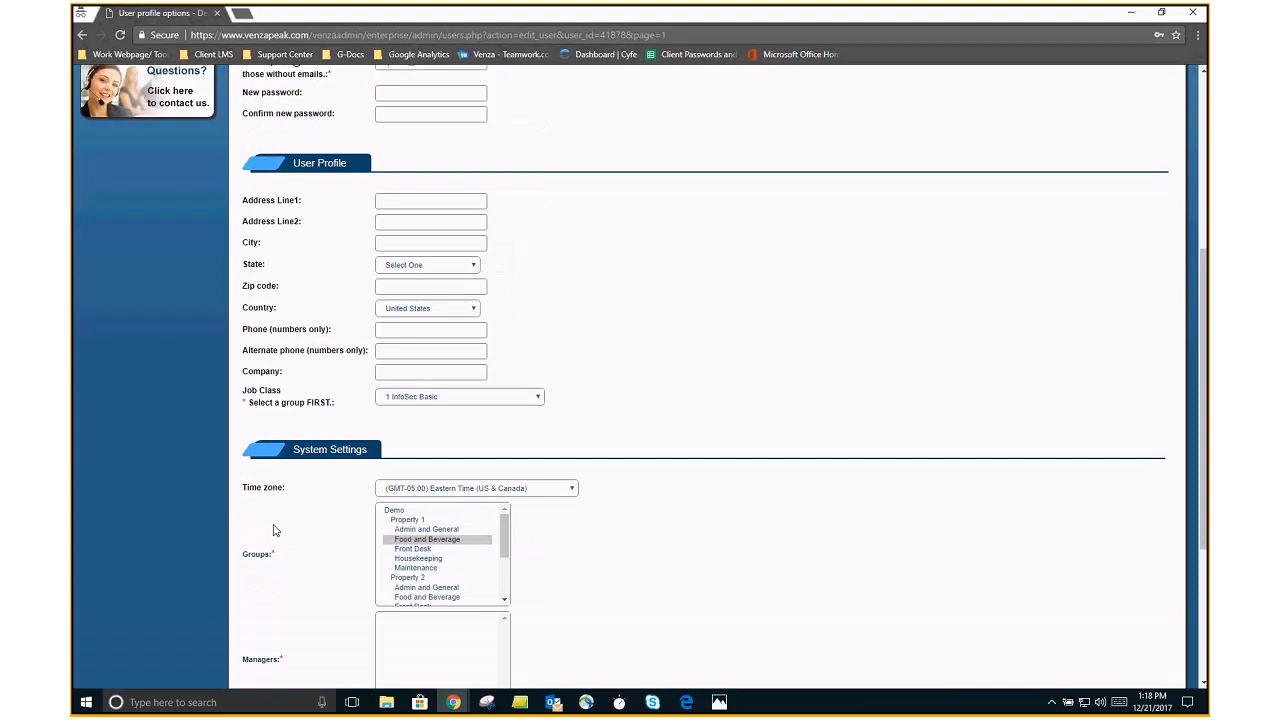 User profile options - De
Secure
https://www.venzapeak.com/venzaadmin/enterprise/admin/users.php?action=edit_user&user_id=41878&page=1
Work Webpage/ Too
Client LMS
Support Center
G-Docs
Google Analytics
Venza - Teamwork.co
Dashboard | Cyfe
Client Passwords and
Microsoft Office Hon
Questions?
Click here
to contact us.
those without emails.:*
New password:
Confirm new password:
User Profile
Address Line1:
Address Line2:
City:
State:
Select One
Zip code:
Country:
United States
Phone (numbers only):
Alternate phone (numbers only):
Company:
Job Class
* Select a group FIRST.:
1 InfoSec Basic
System Settings
Time zone:
(GMT-05:00) Eastern Time (US & Canada)
Groups:*
Demo
Property 1
Admin and General
Food and Beverage
Front Desk
Housekeeping
Maintenance
Property 2
Admin and General
Food and Beverage
Managers:*
Type here to search
1:18 PM
12/21/2017